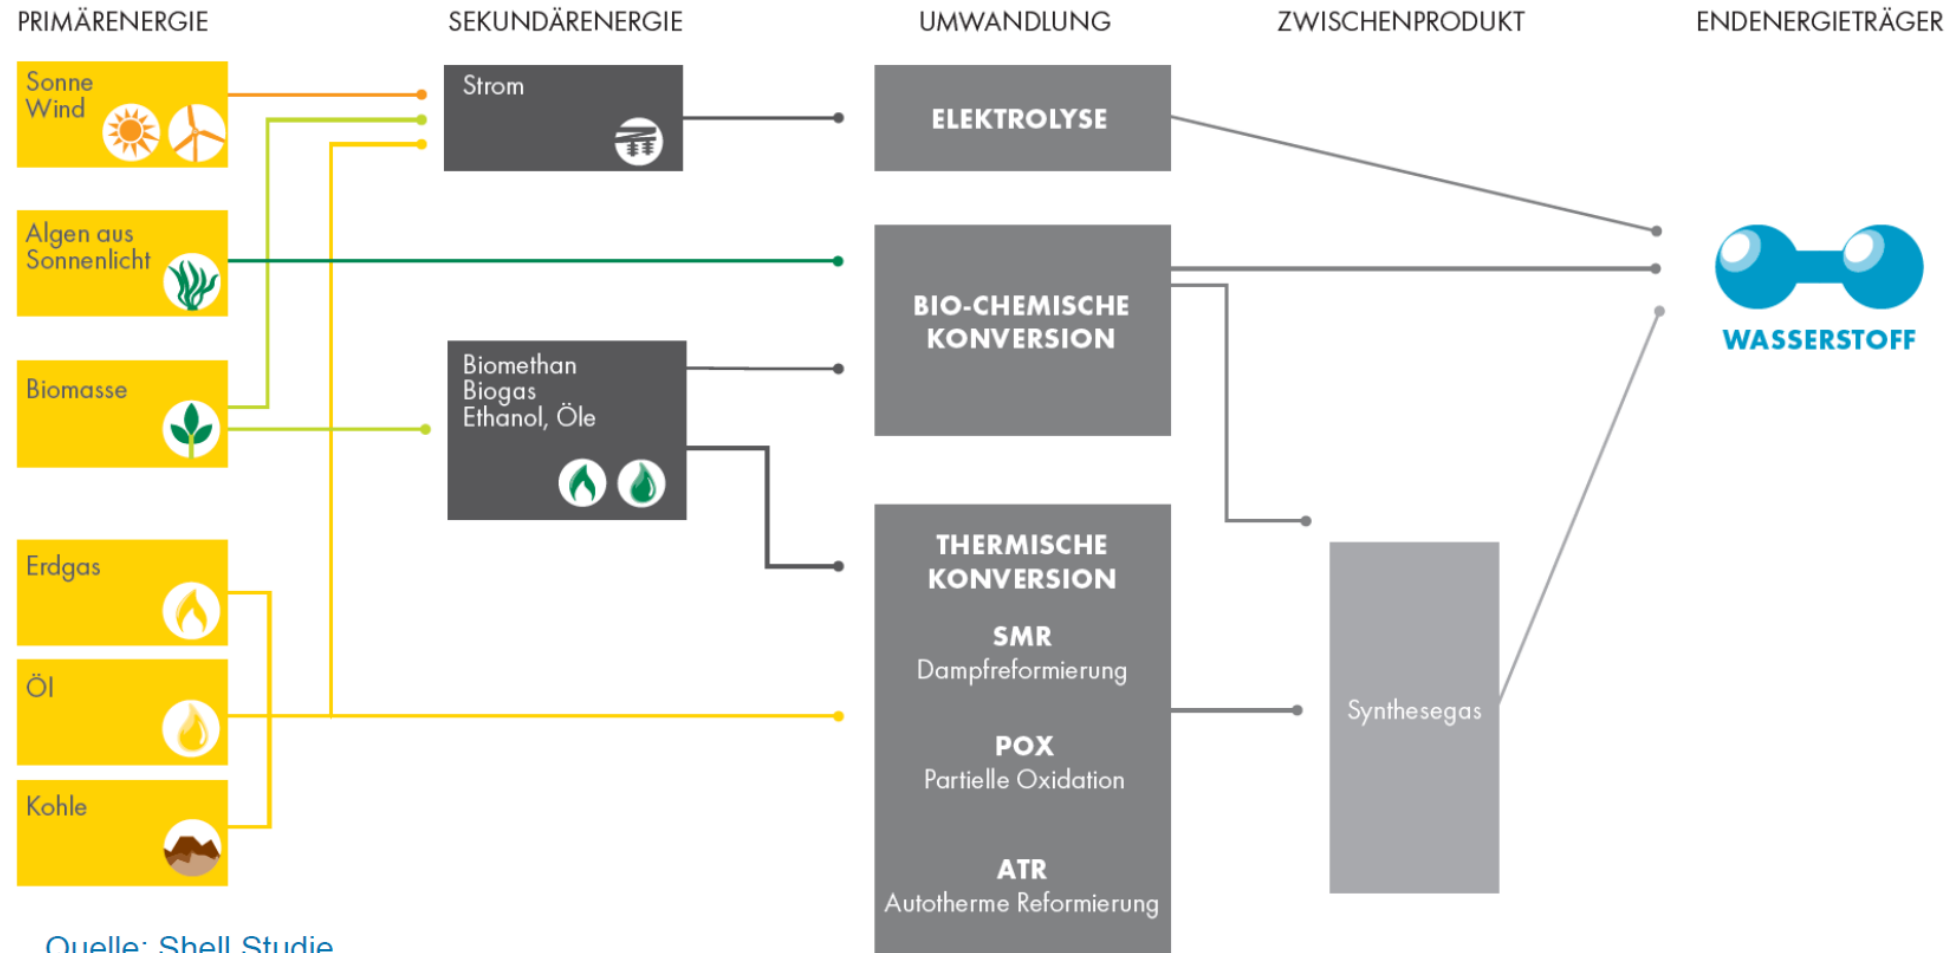 PRIMÄRENERGIE
SEKUNDÄRENERGIE
UMWANDLUNG
ZWISCHENPRODUKT
ENDENERGIETRÄGER
Sonne
Wind
Strom
ELEKTROLYSE
Algen aus
Sonnenlicht
BIO-CHEMISCHE
KONVERSION
WASSERSTOFF
Biomasse
Biomethan
Biogas
Ethanol, Öle
Erdgas
THERMISCHE
KONVERSION
SMR
Dampfreformierung
Öl
Synthesegas
POX
Partielle Oxidation
Kohle
ATR
Autotherme Reformierung
Quelle: Shell Studie